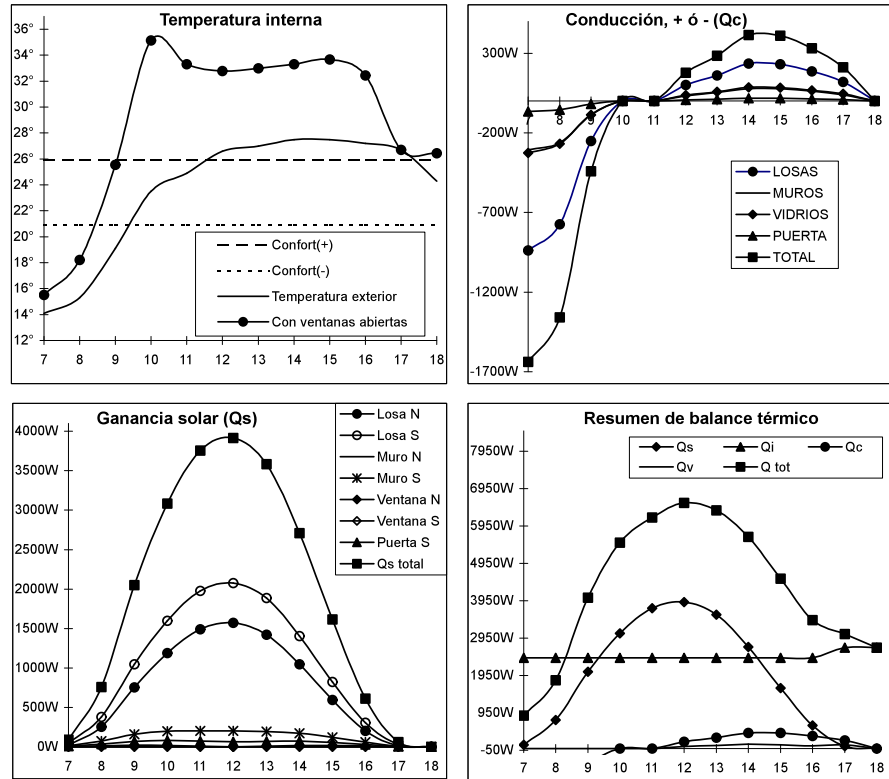 Temperatura interna
36°
34°
32°
30°
28°
26°
24°
22°
20°
18°
16°
14°
12°
7 8 9 10 11 12 13 14 15 16 17 18
Confort(+)
Confort(-)
Temperatura exterior
Con ventanas abiertas
Conducción, + ó - (Qc)
300W
-200W
-700W
-1200W
-1700W
8 9 10 11 12 13 14 15 16 17 18
LOSAS
MUROS
VIDRIOS
PUERTA
TOTAL
Ganancia solar (Qs)
4000W
3500W
3000W
2500W
2000W
1500W
1000W
500W
0W
7 8 9 10 11 12 13 14 15 16 17 18
Losa N
Losa S
Muro N
Muro S
Ventana N
Ventana S
Puerta S
Qs total
Resumen de balance térmico
7950W
6950W
5950W
4950W
3950W
2950W
1950W
950W
-50W
7 8 9 10 11 12 13 14 15 16 17 18
Qs Qi Qc
Qv Q tot